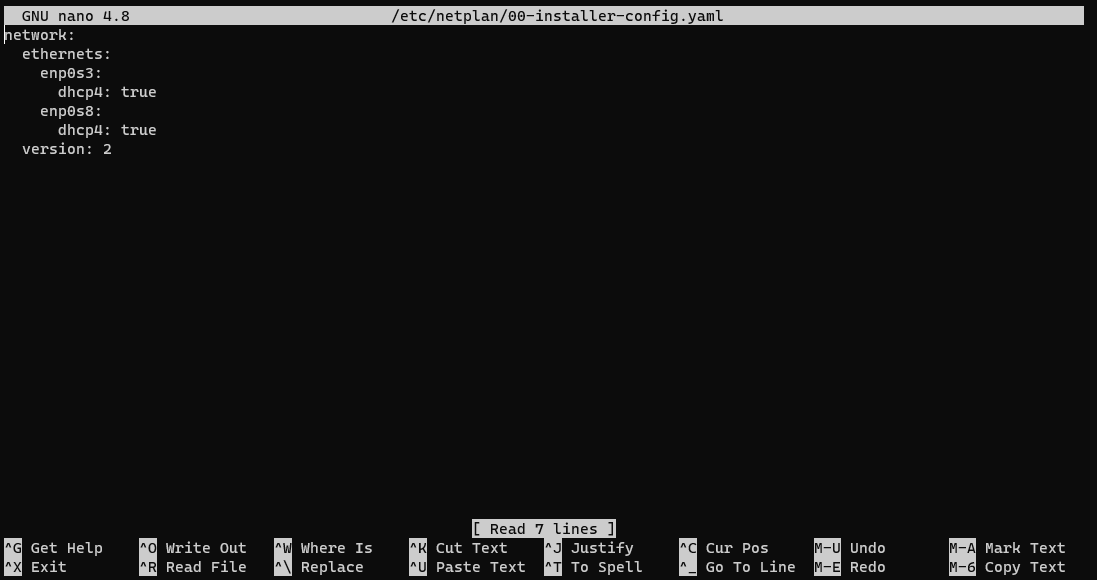 GNU nano 4.8 /etc/netplan/00-installer-config.yaml
network:
  ethernets:
    enp0s3:
      dhcp4: true
    enp0s8:
      dhcp4: true
  version: 2
[ Read 7 lines ]
^G Get Help ^O Write Out ^W Where Is ^K Cut Text ^J Justify ^C Cur Pos M-U Undo M-A Mark Text
^X Exit ^R Read File ^\ Replace ^U Paste Text ^T To Spell ^_ Go To Line M-E Redo M-6 Copy Text